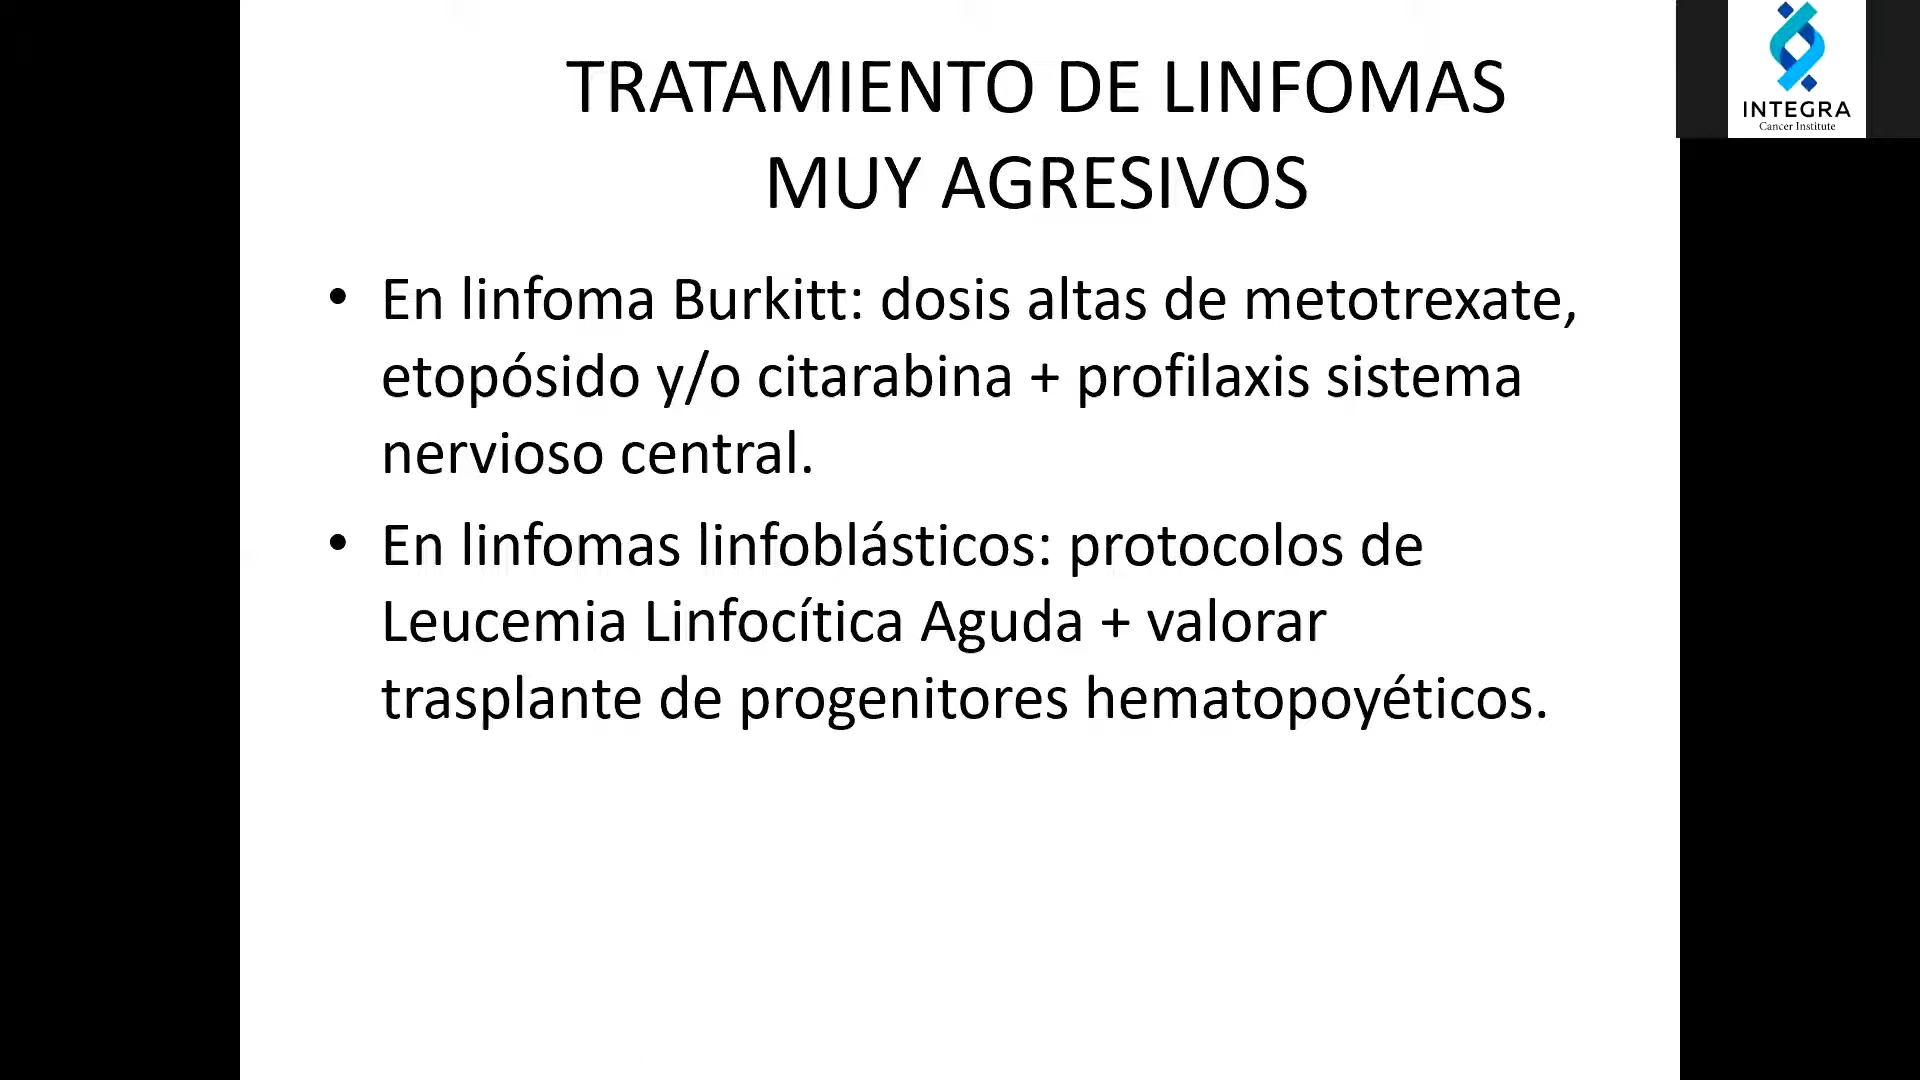 TRATAMIENTO DE LINFOMAS
MUY AGRESIVOS
INTEGRA
Cancer Institute
• En linfoma Burkitt: dosis altas de metotrexate,
etopósido y/o citarabina + profilaxis sistema
nervioso central.
• En linfomas linfoblásticos: protocolos de
Leucemia Linfocítica Aguda + valorar
trasplante de progenitores hematopoyéticos.